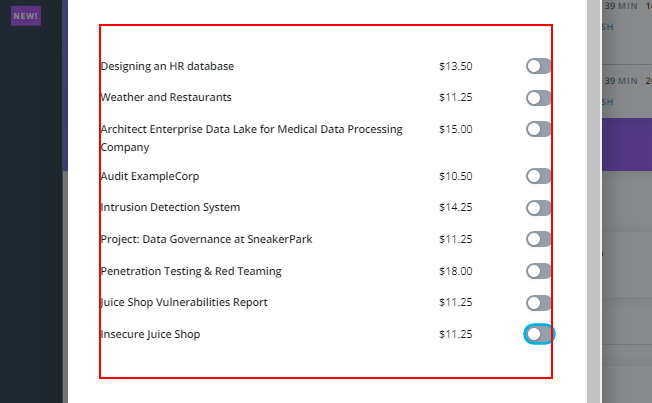 NEW!
39 MIN
SH
Designing an HR database $13.50
Weather and Restaurants $11.25
39 MIN 2
SH
Architect Enterprise Data Lake for Medical Data Processing $15.00
Company
Audit ExampleCorp $10.50
Intrusion Detection System $14.25
Project: Data Governance at SneakerPark $11.25
Penetration Testing & Red Teaming $18.00
Juice Shop Vulnerabilities Report $11.25
Insecure Juice Shop $11.25